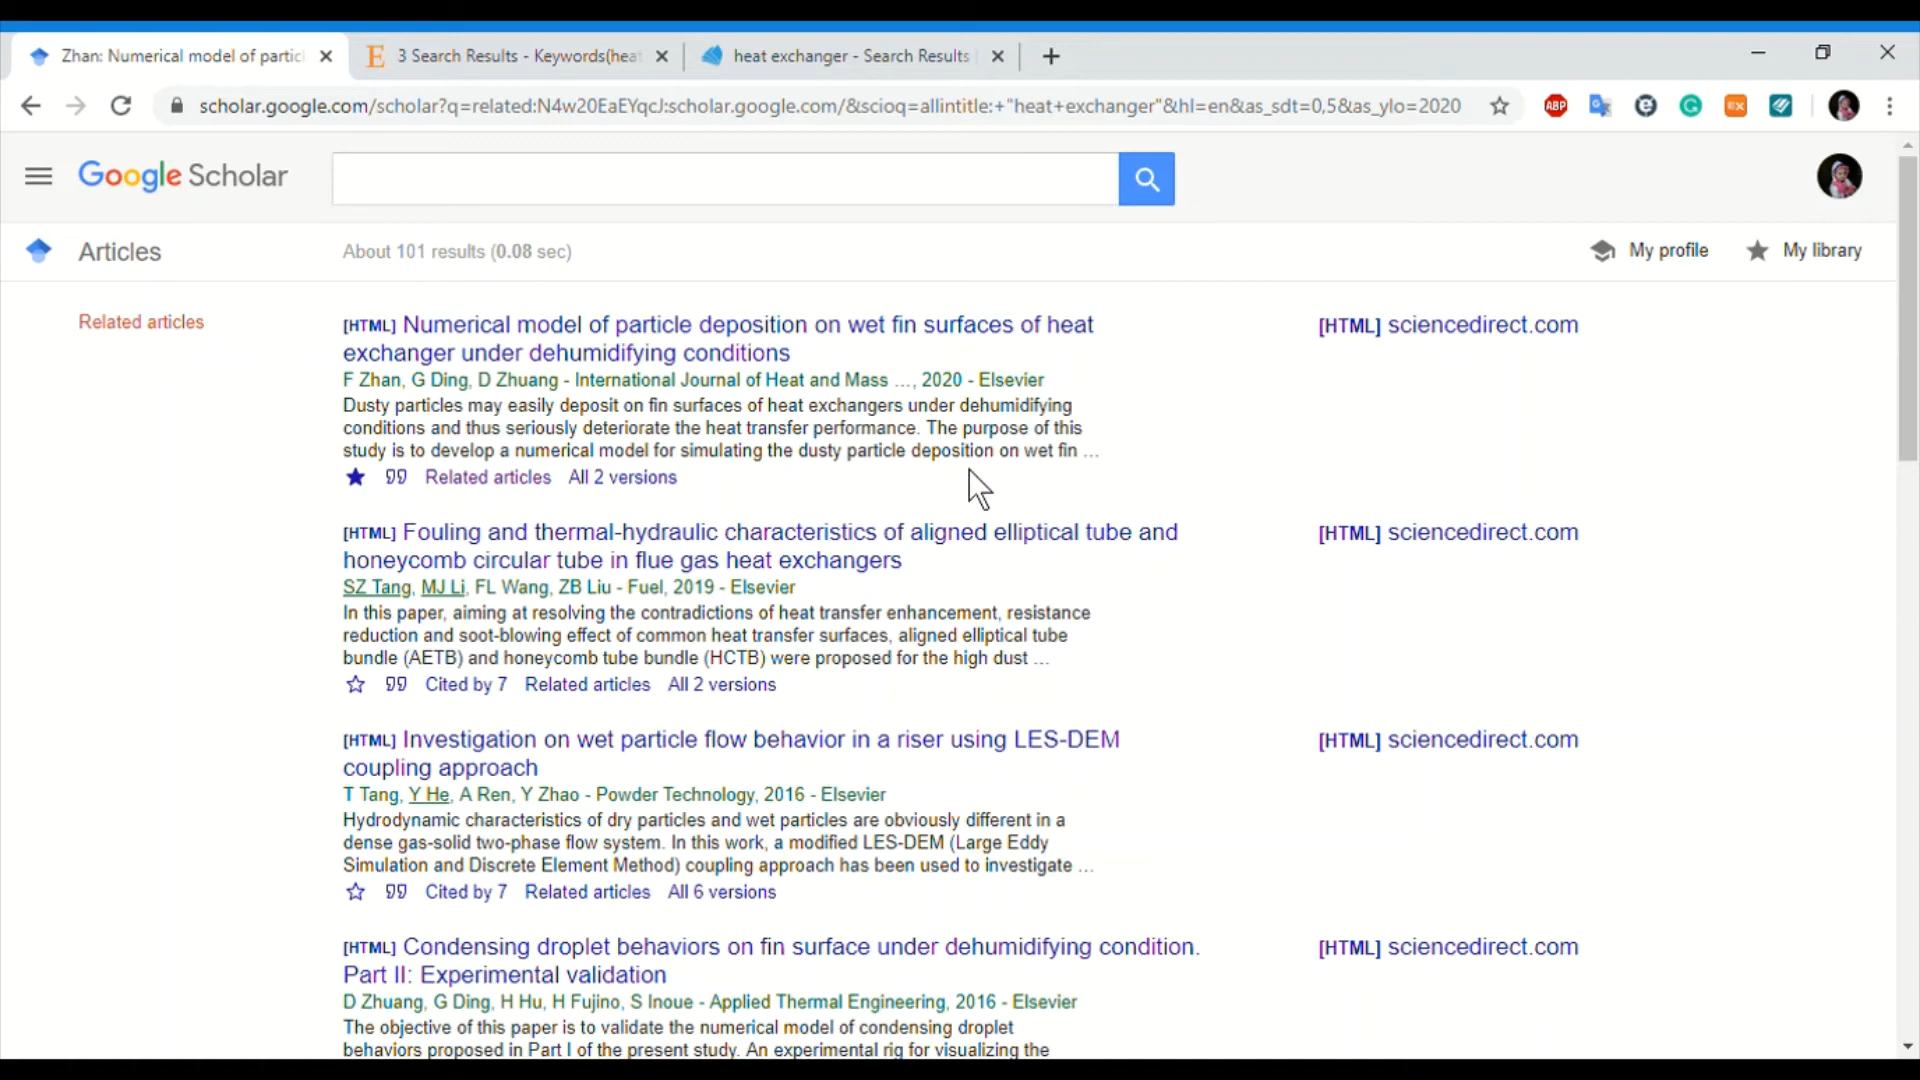 Zhan: Numerical model of partic
3 Search Results - Keywords(hea
heat exchanger - Search Results
scholar.google.com/scholar?q=related:N4w20EaEYqcJ:scholar.google.com/&scioq=allintitle:+"heat+exchanger"&hl=en&as_sdt=0,5&as_ylo=2020
ABP
EX
Google Scholar
Articles
About 101 results (0.08 sec)
My profile
My library
Related articles
[HTML] Numerical model of particle deposition on wet fin surfaces of heat
exchanger under dehumidifying conditions
[HTML] sciencedirect.com
F Zhan, G Ding, D Zhuang - International Journal of Heat and Mass …, 2020 - Elsevier
Dusty particles may easily deposit on fin surfaces of heat exchangers under dehumidifying
conditions and thus seriously deteriorate the heat transfer performance. The purpose of this
study is to develop a numerical model for simulating the dusty particle deposition on wet fin …
Related articles All 2 versions
[HTML] Fouling and thermal-hydraulic characteristics of aligned elliptical tube and
honeycomb circular tube in flue gas heat exchangers
[HTML] sciencedirect.com
SZ Tang, MJ Li, FL Wang, ZB Liu - Fuel, 2019 - Elsevier
In this paper, aiming at resolving the contradictions of heat transfer enhancement, resistance
reduction and soot-blowing effect of common heat transfer surfaces, aligned elliptical tube
bundle (AETB) and honeycomb tube bundle (HCTB) were proposed for the high dust …
Cited by 7 Related articles All 2 versions
[HTML] Investigation on wet particle flow behavior in a riser using LES-DEM
coupling approach
[HTML] sciencedirect.com
T Tang, Y He, A Ren, Y Zhao - Powder Technology, 2016 - Elsevier
Hydrodynamic characteristics of dry particles and wet particles are obviously different in a
dense gas-solid two-phase flow system. In this work, a modified LES-DEM (Large Eddy
Simulation and Discrete Element Method) coupling approach has been used to investigate …
Cited by 7 Related articles All 6 versions
[HTML] Condensing droplet behaviors on fin surface under dehumidifying condition.
Part II: Experimental validation
[HTML] sciencedirect.com
D Zhuang, G Ding, H Hu, H Fujino, S Inoue - Applied Thermal Engineering, 2016 - Elsevier
The objective of this paper is to validate the numerical model of condensing droplet
behaviors proposed in Part I of the present study. An experimental rig for visualizing the